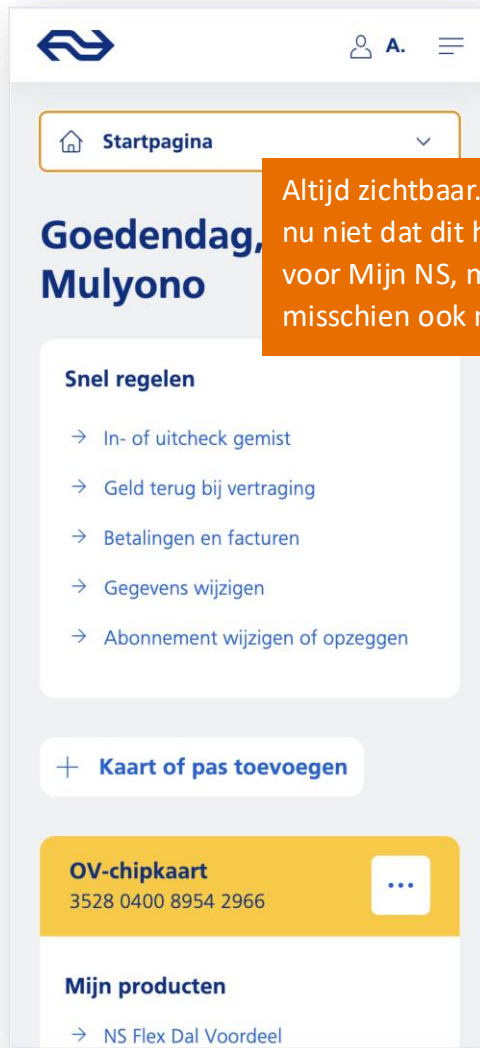 A.
Startpagina
Altijd zichtbaar.
nu niet dat dit
voor Mijn NS,
misschien ook
Goedendag,
Mulyono
Snel regelen
In- of uitcheck gemist
Geld terug bij vertraging
Betalingen en facturen
Gegevens wijzigen
Abonnement wijzigen of opzeggen
Kaart of pas toevoegen
OV-chipkaart
3528 0400 8954 2966
Mijn producten
NS Flex Dal Voordeel